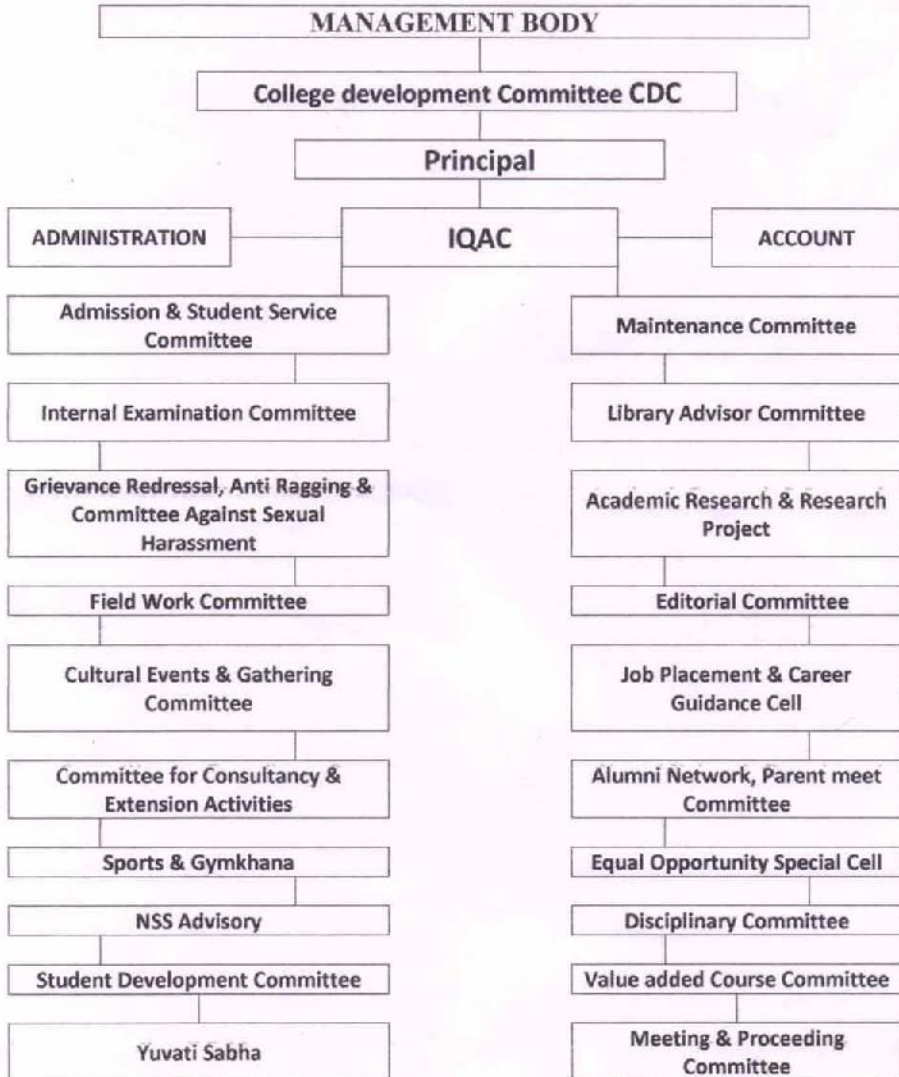 MANAGEMENT BODY
College development Committee CDC
Principal
ADMINISTRATION
IQAC
ACCOUNT
Admission & Student Service
Committee
Maintenance Committee
Internal Examination Committee
Library Advisor Committee
Grievance Redressal, Anti Ragging &
Committee Against Sexual
Harassment
Academic Research & Research
Project
Field Work Committee
Editorial Committee
Cultural Events & Gathering
Committee
Job Placement & Career
Guidance Cell
Committee for Consultancy &
Extension Activities
Alumni Network, Parent meet
Committee
Sports & Gymkhana
Equal Opportunity Special Cell
NSS Advisory
Disciplinary Committee
Student Development Committee
Value added Course Committee
Yuvati Sabha
Meeting & Proceeding
Committee